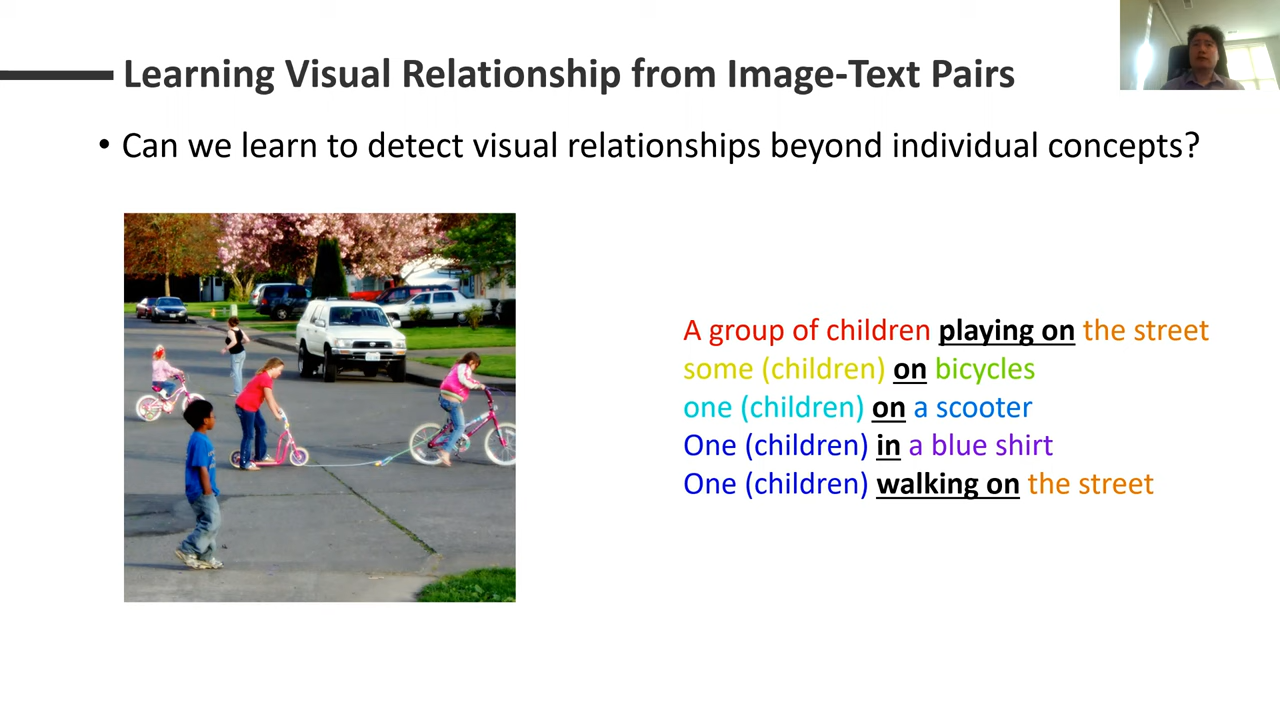 Learning Visual Relationship from Image-Text Pairs
• Can we learn to detect visual relationships beyond individual concepts?
A group of children playing on the street
some (children) on bicycles
one (children) on a scooter
One (children) in a blue shirt
One (children) walking on the street